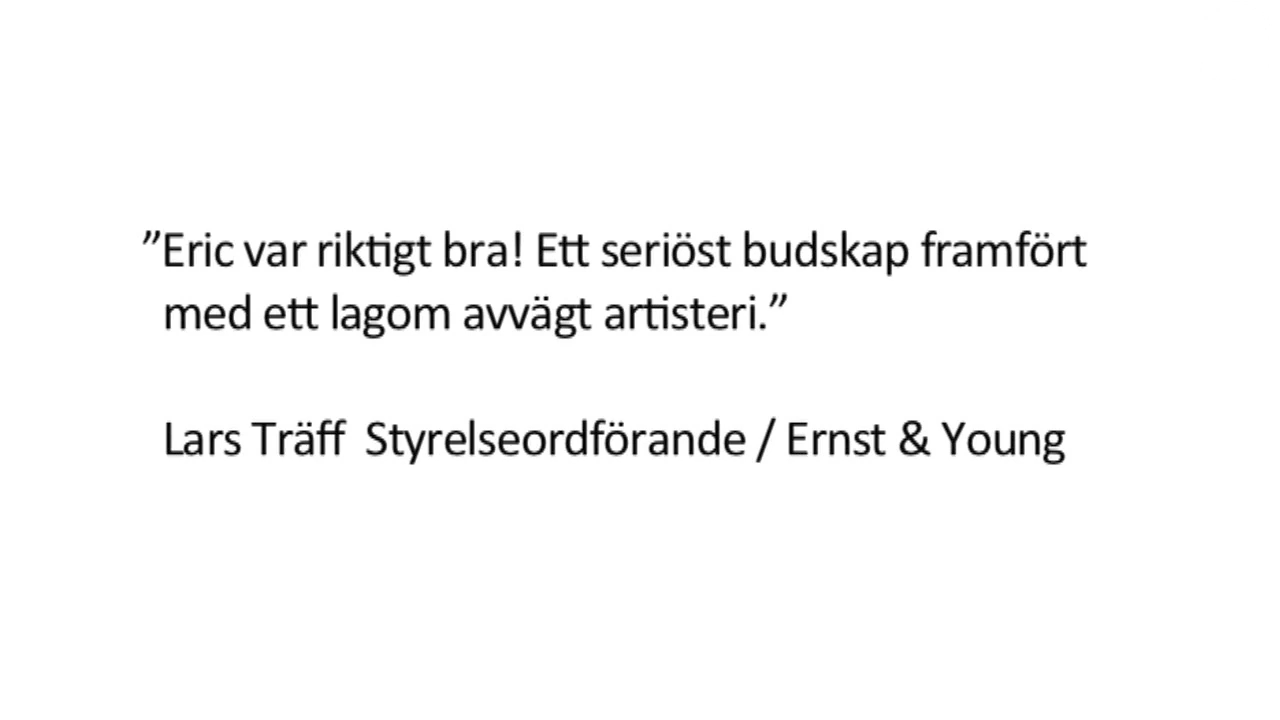 ”Eric var riktigt bra! Ett seriöst budskap framfört
med ett lagom avvägt artisteri.”
Lars Träff  Styrelseordförande / Ernst & Young